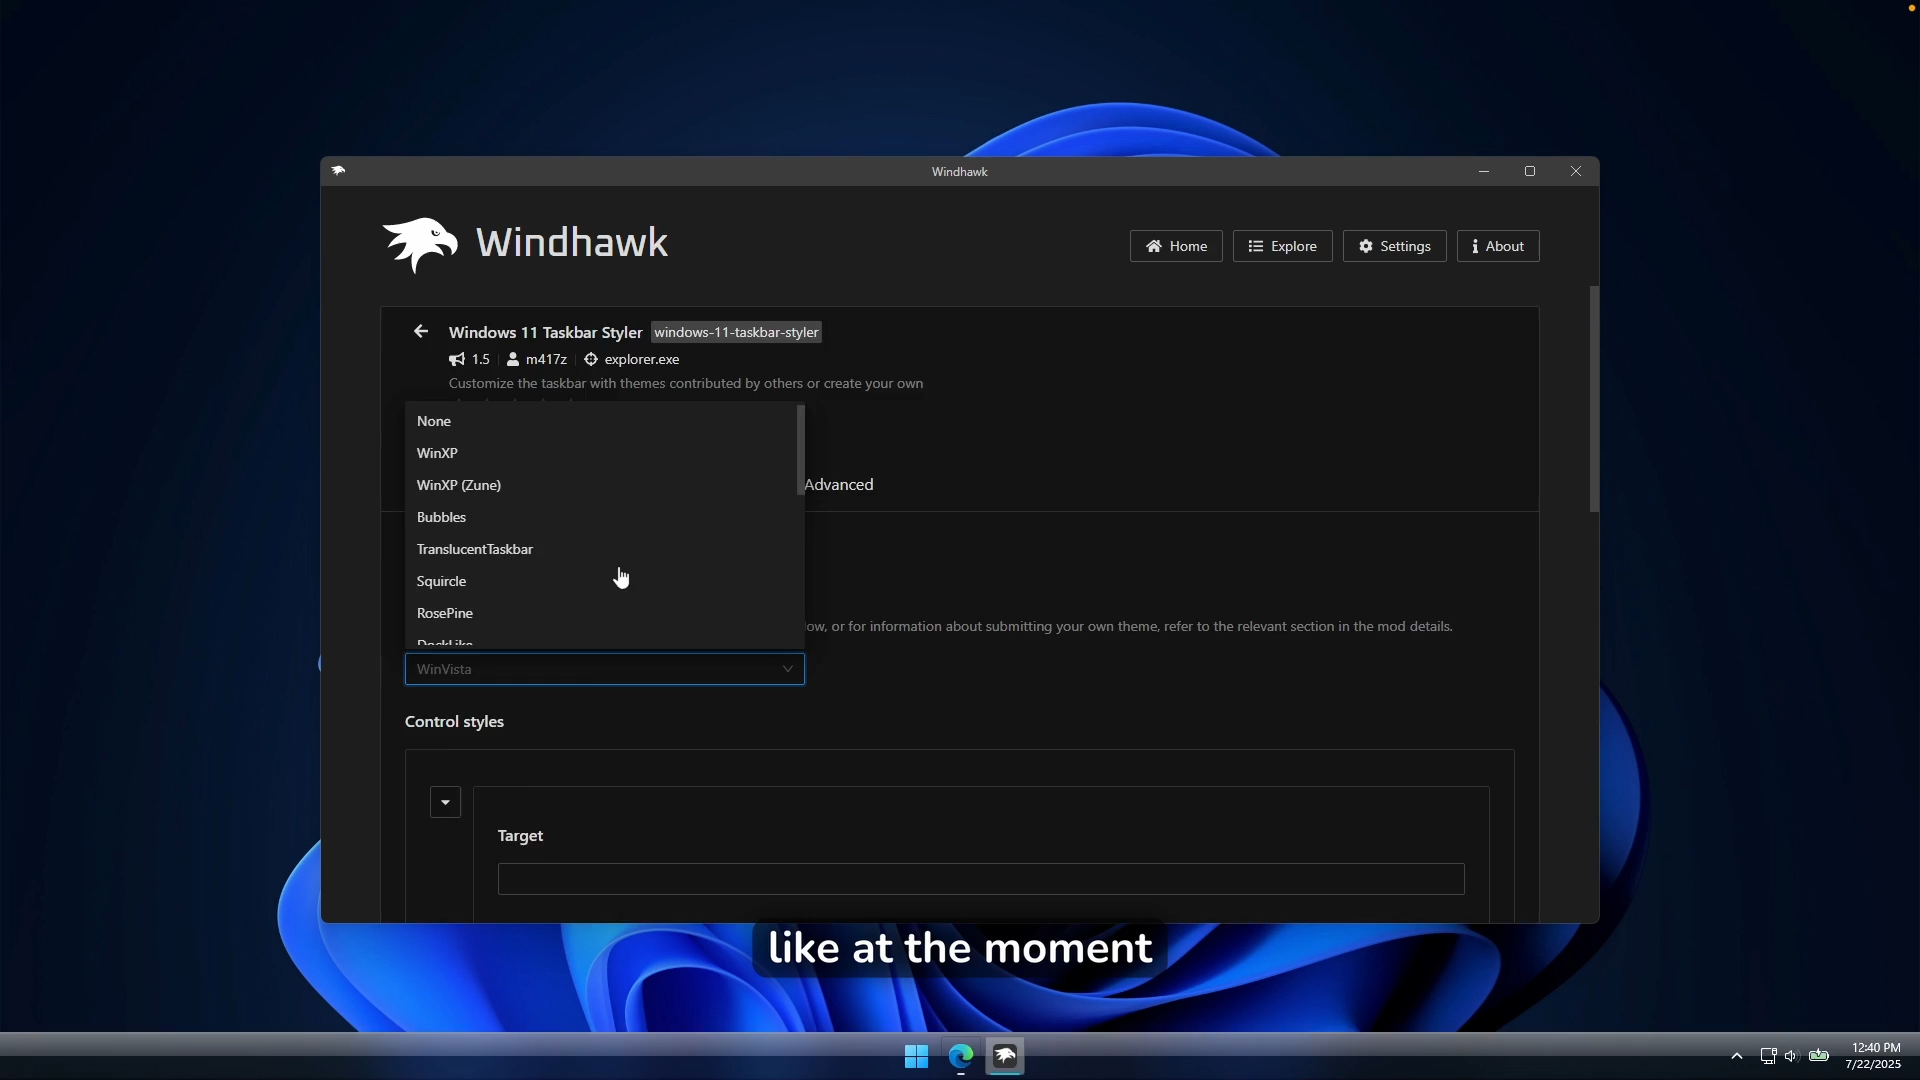 Windhawk
Windhawk
Home
Explore
Settings
About
Windows 11 Taskbar Styler windows-11-taskbar-styler
1.5 m417z explorer.exe
Customize the taskbar with themes contributed by others or create your own
None
WinXP
WinXP (Zune)
Advanced
Bubbles
TranslucentTaskbar
Squircle
RosePine
DockLike
low, or for information about submitting your own theme, refer to the relevant section in the mod details.
WinVista
Control styles
Target
like at the moment
12:40 PM
7/22/2025